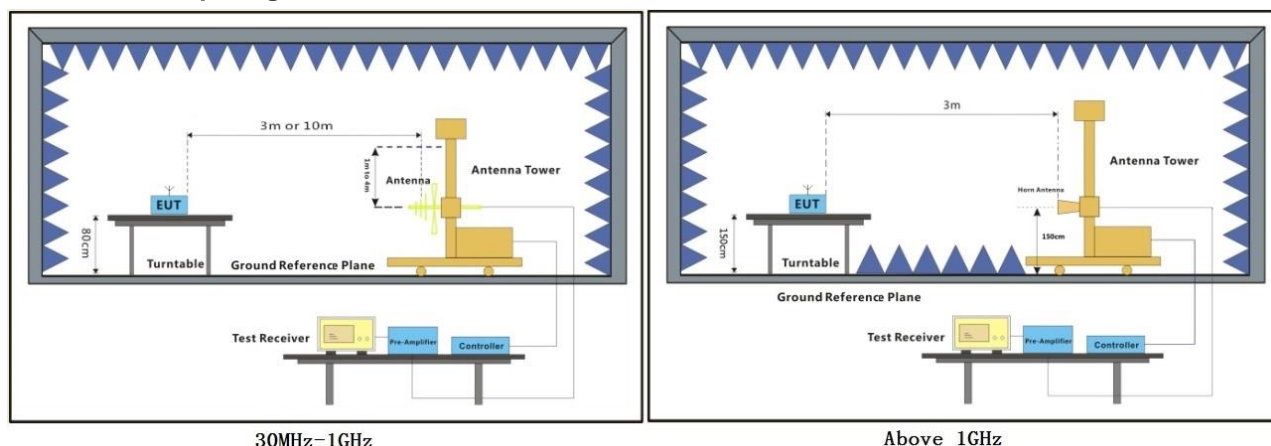 3m or 10m
1m to 4m
Antenna
Antenna Tower
EUT
80cm
Turntable
Ground Reference Plane
Test Receiver
Pre-Amplifier
Controller
30MHz-1GHz
3m
Antenna Tower
Horn Antenna
EUT
150cm
150cm
Turntable
Ground Reference Plane
Test Receiver
Pre-Amplifier
Controller
Above 1GHz